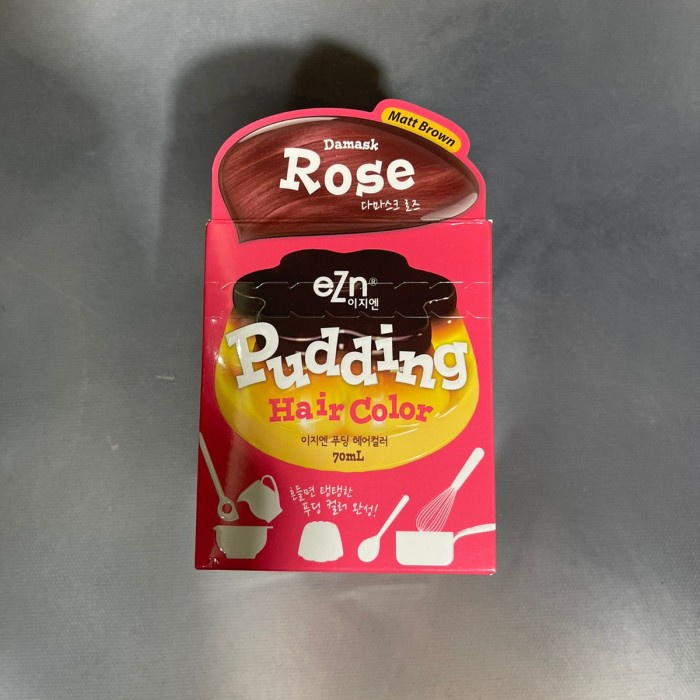 Matt Brown
Damask
Rose
다마스크 로즈
eZn®
이지엔
Pudding
Hair Color
이지엔 푸딩 헤어컬러
70mL
흔들면 탱탱한
푸딩 컬러 완성!